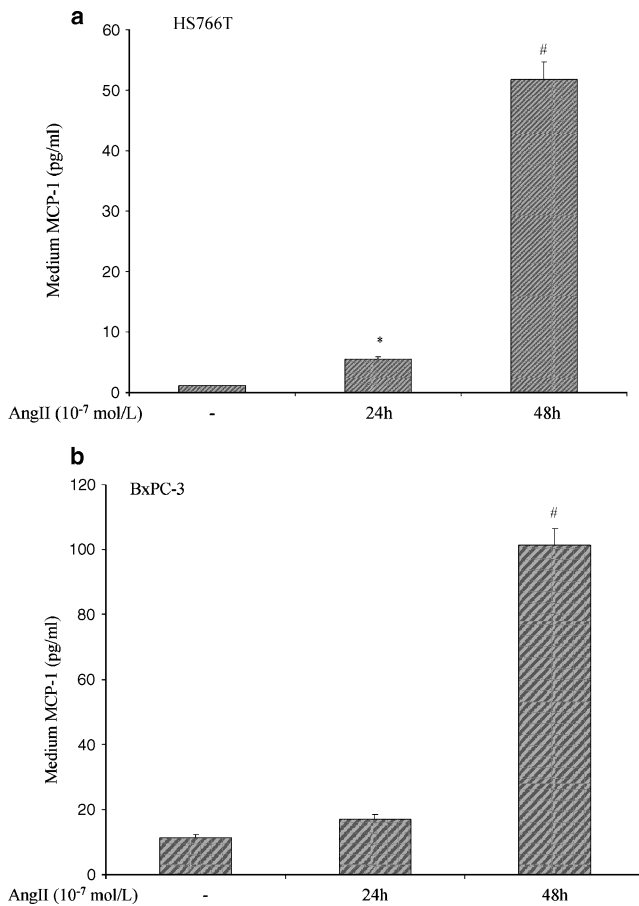 a
HS766T
Medium MCP-1 (pg/ml)
60
50
40
30
20
10
0
*
#
AngII (10⁻⁷ mol/L) - 24h 48h
b
BxPC-3
Medium MCP-1 (pg/ml)
120
100
80
60
40
20
0
#
AngII (10⁻⁷ mol/L) - 24h 48h